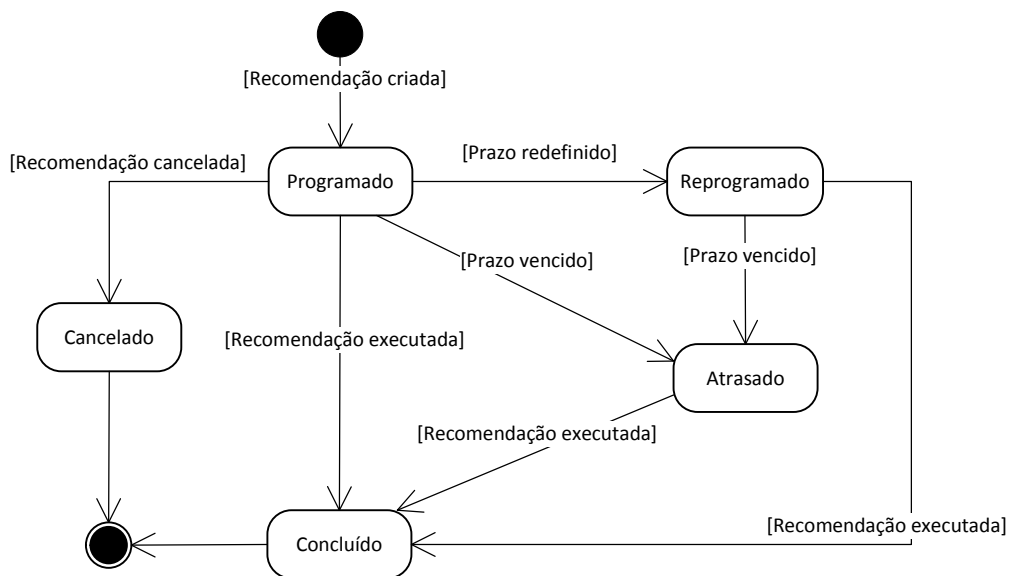 [Recomendação criada]
[Recomendação cancelada]
Programado
[Prazo redefinido]
Reprogramado
[Prazo vencido]
[Prazo vencido]
Cancelado
[Recomendação executada]
Atrasado
[Recomendação executada]
[Recomendação executada]
Concluído